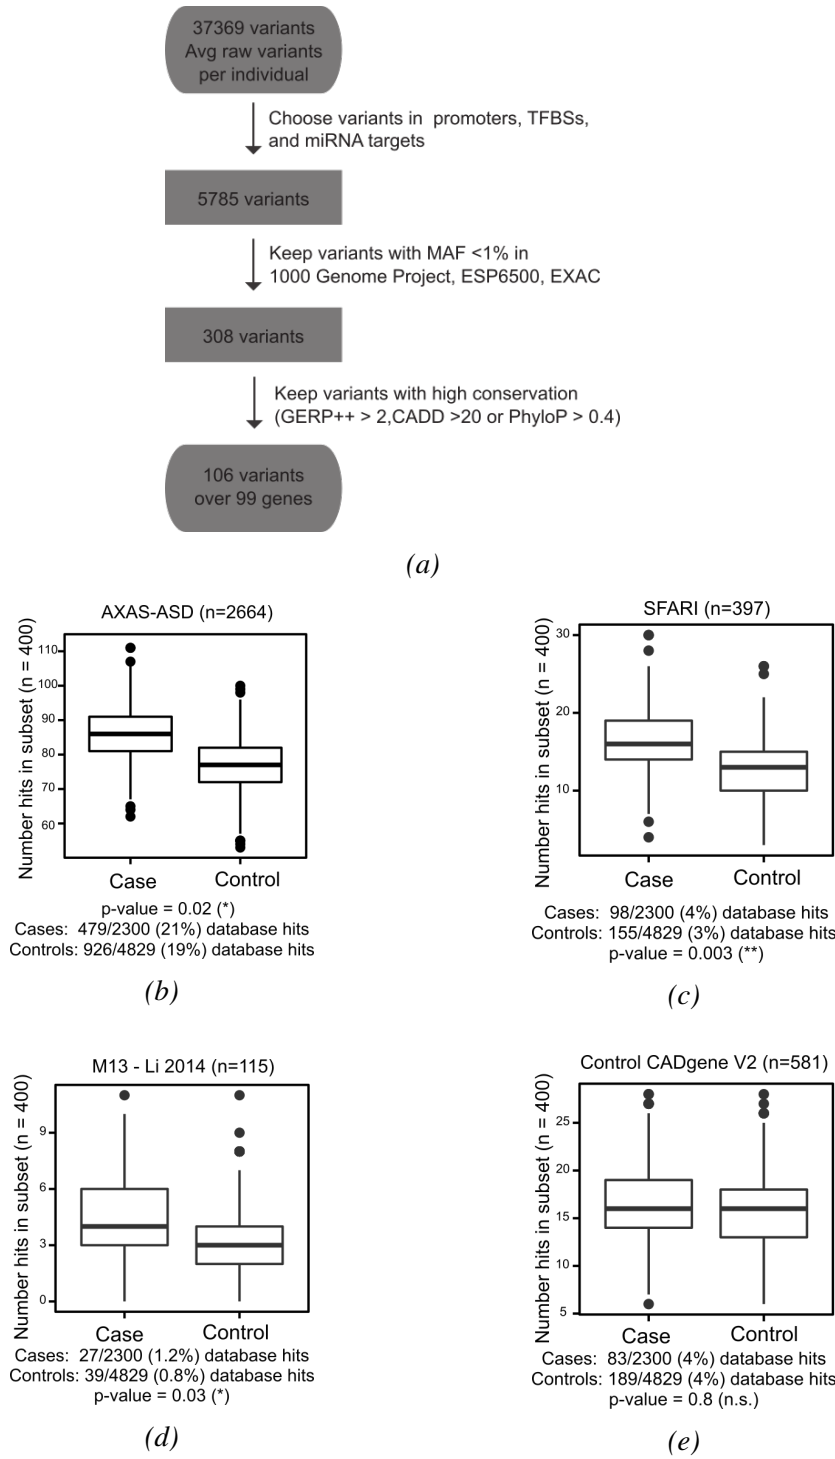 37369 variants
Avg raw variants
per individual
Choose variants in promoters, TFBSs,
and miRNA targets
5785 variants
Keep variants with MAF <1% in
1000 Genome Project, ESP6500, EXAC
308 variants
Keep variants with high conservation
(GERP++ > 2,CADD >20 or PhyloP > 0.4)
106 variants
over 99 genes
(a)
AXAS-ASD (n=2664)
Number hits in subset (n = 400)
110
100
90
80
70
60
Case Control
p-value = 0.02 (*)
Cases: 479/2300 (21%) database hits
Controls: 926/4829 (19%) database hits
(b)
SFARI (n=397)
Number hits in subset (n = 400)
30
20
10
Case Control
Cases: 98/2300 (4%) database hits
Controls: 155/4829 (3%) database hits
p-value = 0.003 (**)
(c)
M13 - Li 2014 (n=115)
Number hits in subset (n = 400)
9
6
3
0
Case Control
Cases: 27/2300 (1.2%) database hits
Controls: 39/4829 (0.8%) database hits
p-value = 0.03 (*)
(d)
Control CADgene V2 (n=581)
Number hits in subset (n = 400)
25
20
15
10
5
Case Control
Cases: 83/2300 (4%) database hits
Controls: 189/4829 (4%) database hits
p-value = 0.8 (n.s.)
(e)